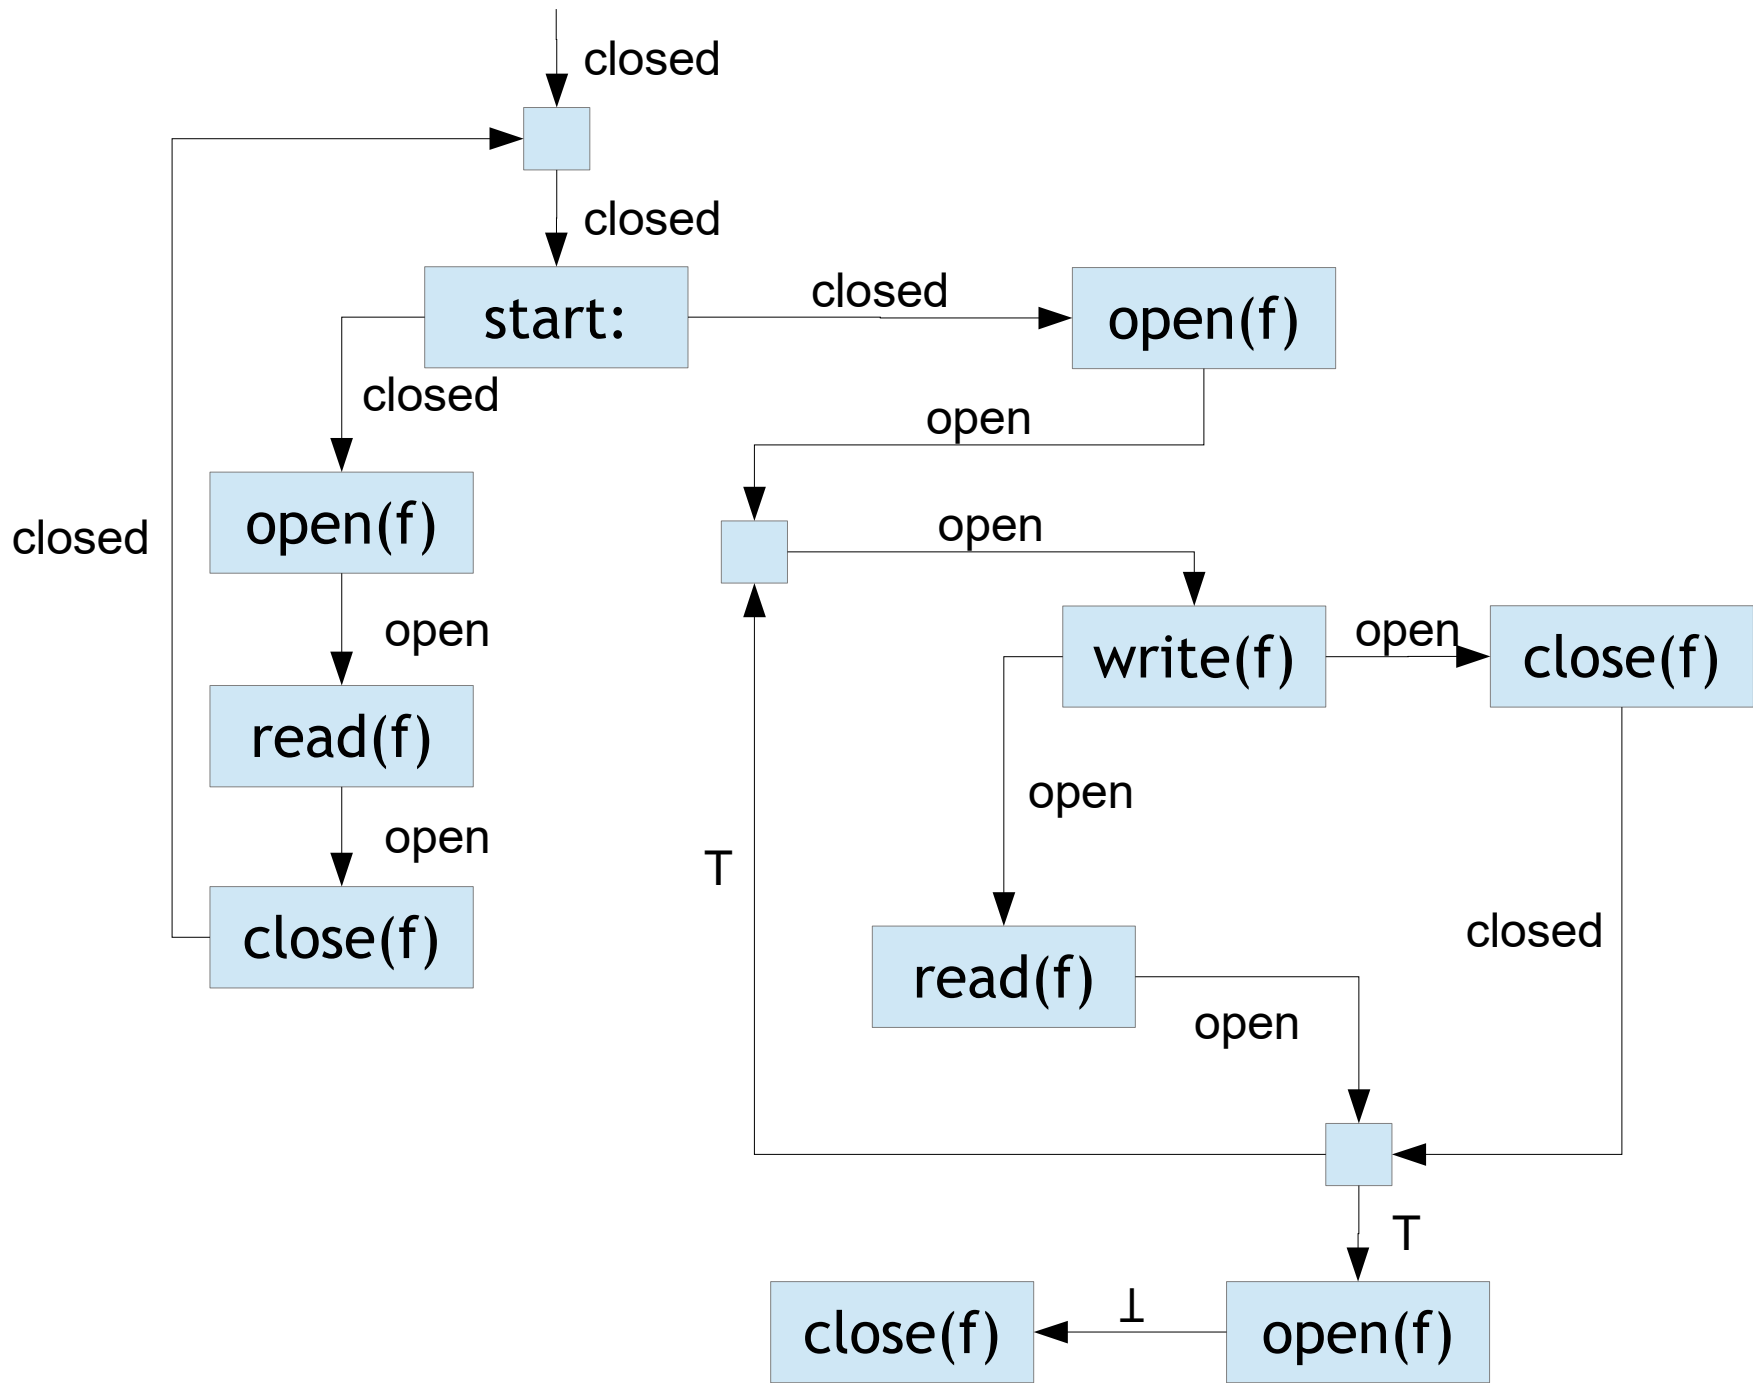 closed
closed
start:
closed
open(f)
closed
open
closed
open(f)
open
open
write(f)
open
close(f)
read(f)
open
open
T
closed
close(f)
read(f)
open
T
close(f)
⊥
open(f)